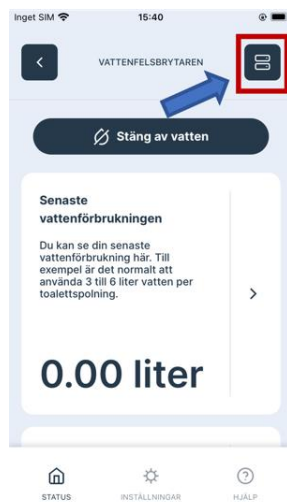 Inget SIM 15:40
VATTENFELSBRYTAREN
Stäng av vatten
Senaste
vattenförbrukningen
Du kan se din senaste
vattenförbrukning här. Till
exempel är det normalt att
använda 3 till 6 liter vatten per
toalettspolning.
0.00 liter
STATUS INSTÄLLNINGAR HJÄLP